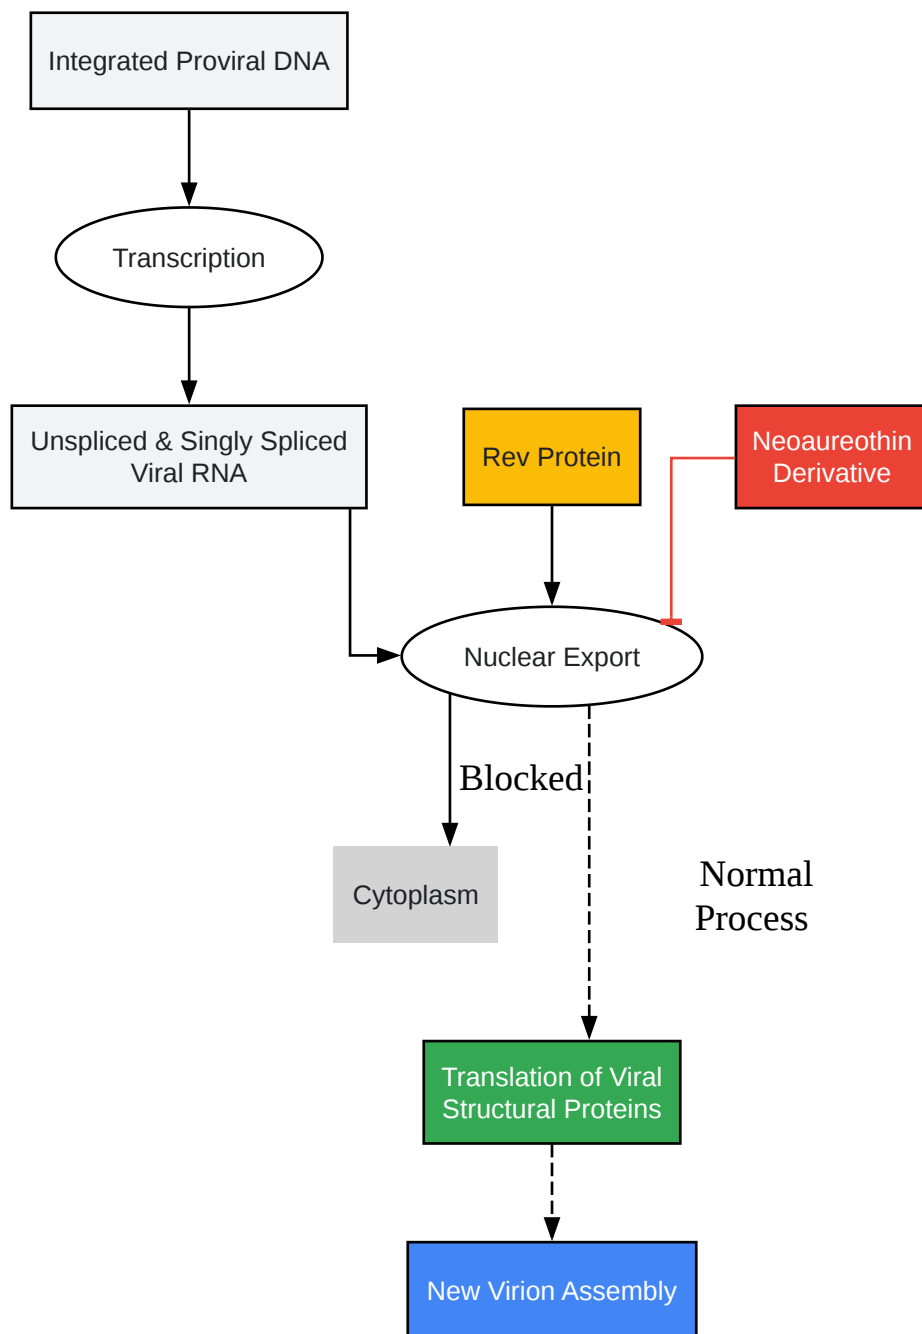 Integrated Proviral DNA
Transcription
Unspliced & Singly Spliced
Viral RNA
Rev Protein
Neoaureothin
Derivative
Nuclear Export
Blocked
Cytoplasm
Normal
Process
Translation of Viral
Structural Proteins
New Virion Assembly